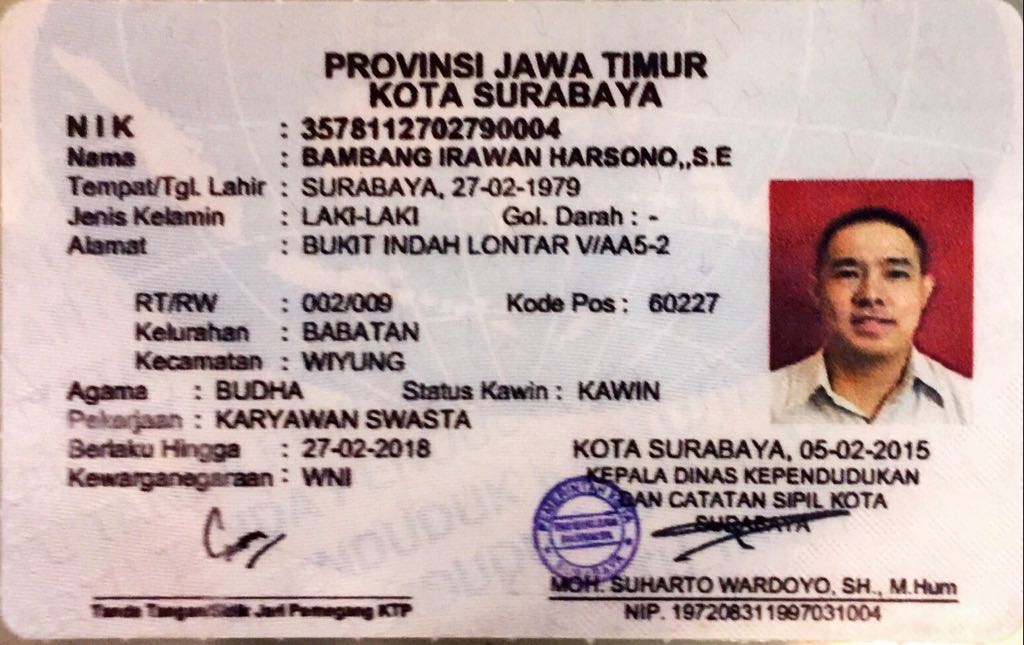 PROVINSI JAWA TIMUR
KOTA SURABAYA
NIK : 3578112702790004
Nama : BAMBANG IRAWAN HARSONO,,S.E
Tempat/Tgl. Lahir : SURABAYA, 27-02-1979
Jenis Kelamin : LAKI-LAKI Gol. Darah : -
Alamat : BUKIT INDAH LONTAR V/AA5-2
RT/RW : 002/009 Kode Pos : 60227
Kelurahan : BABATAN
Kecamatan : WIYUNG
Agama : BUDHA Status Kawin : KAWIN
Pekerjaan : KARYAWAN SWASTA
Berlaku Hingga : 27-02-2018
Kewarganegaraan : WNI
KOTA SURABAYA, 05-02-2015
KEPALA DINAS KEPENDUDUKAN
DAN CATATAN SIPIL KOTA
SURABAYA
PEMERINTAH KOTA
SURABAYA
MOH. SUHARTO WARDOYO, SH., M.Hum
NIP. 197208311997031004
Tanda Tangan/Sidik Jari Pemegang KTP